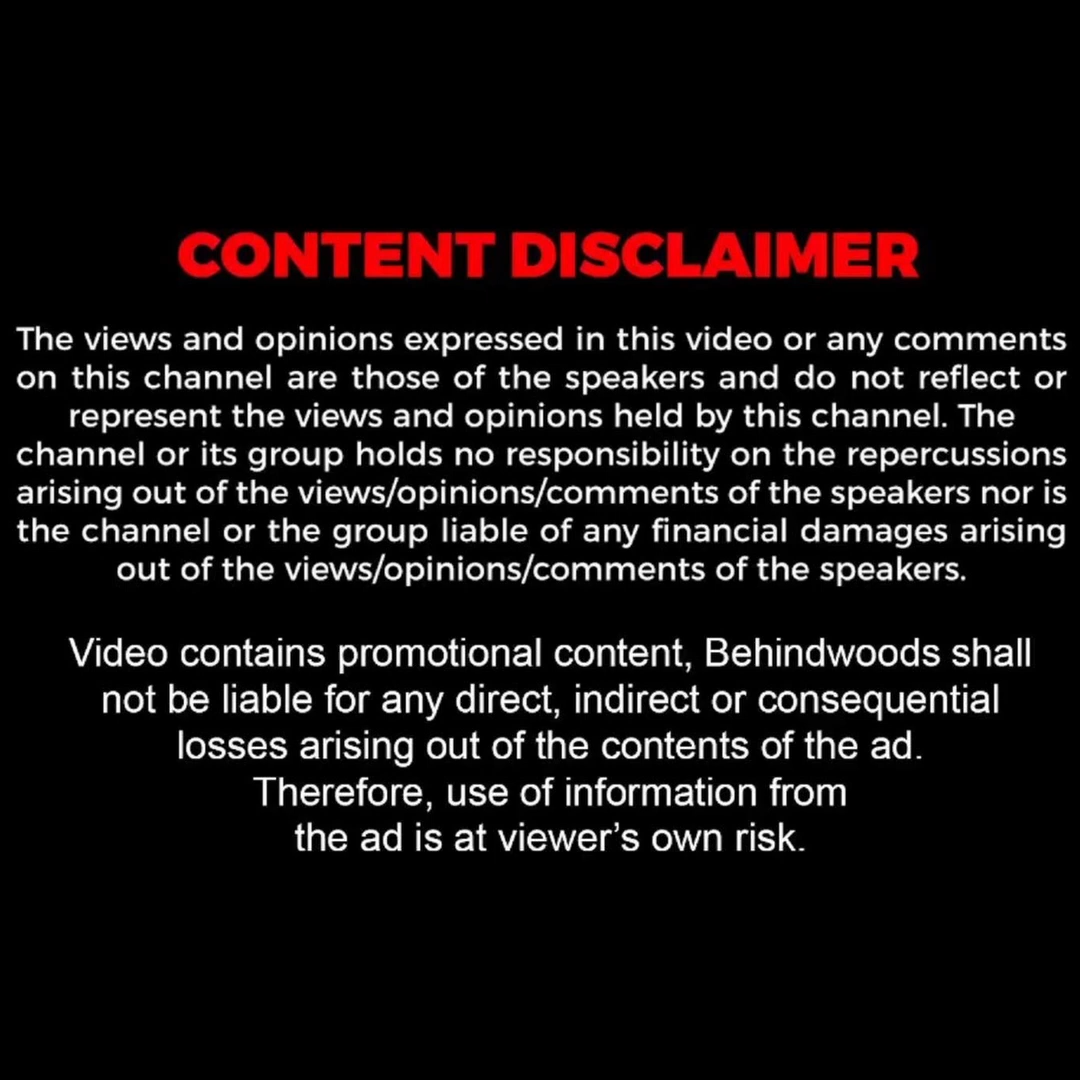 CONTENT DISCLAIMER
The views and opinions expressed in this video or any comments
on this channel are those of the speakers and do not reflect or
represent the views and opinions held by this channel. The
channel or its group holds no responsibility on the repercussions
arising out of the views/opinions/comments of the speakers nor is
the channel or the group liable of any financial damages arising
out of the views/opinions/comments of the speakers.
Video contains promotional content, Behindwoods shall
not be liable for any direct, indirect or consequential
losses arising out of the contents of the ad.
Therefore, use of information from
the ad is at viewer’s own risk.